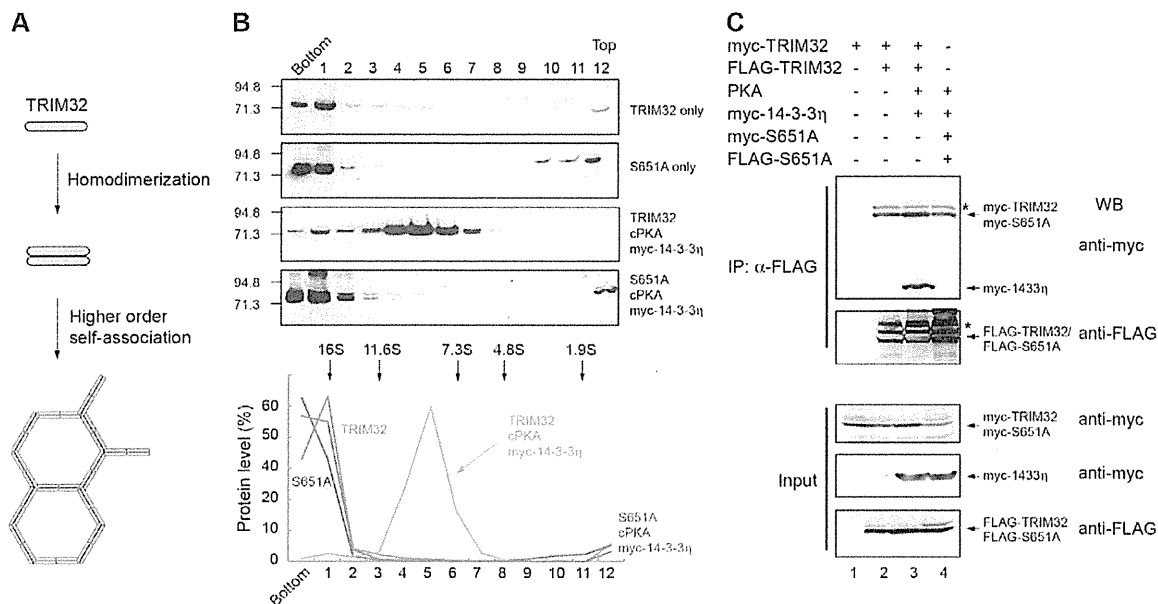 A
TRIM32
Homodimerization
Higher order
self-association
B
Top
Bottom 1 2 3 4 5 6 7 8 9 10 11 12
94.8
71.3
TRIM32 only
94.8
71.3
S651A only
94.8
71.3
TRIM32
cPKA
myc-14-3-3η
94.8
71.3
S651A
cPKA
myc-14-3-3η
16S 11.6S 7.3S 4.8S 1.9S
Protein level (%)
60
50
40
30
20
10
0
TRIM32
S651A
TRIM32
cPKA
myc-14-3-3η
S651A
cPKA
myc-14-3-3η
Bottom 1 2 3 4 5 6 7 8 9 10 11 12
C
myc-TRIM32 + + + -
FLAG-TRIM32 - + + -
PKA - - + +
myc-14-3-3η - - + +
myc-S651A - - - +
FLAG-S651A - - - +
IP: α-FLAG
* myc-TRIM32
myc-S651A
WB
anti-myc
myc-1433η
* FLAG-TRIM32/
FLAG-S651A
anti-FLAG
Input
myc-TRIM32
myc-S651A
anti-myc
myc-1433η
anti-myc
FLAG-TRIM32
FLAG-S651A
anti-FLAG
1 2 3 4